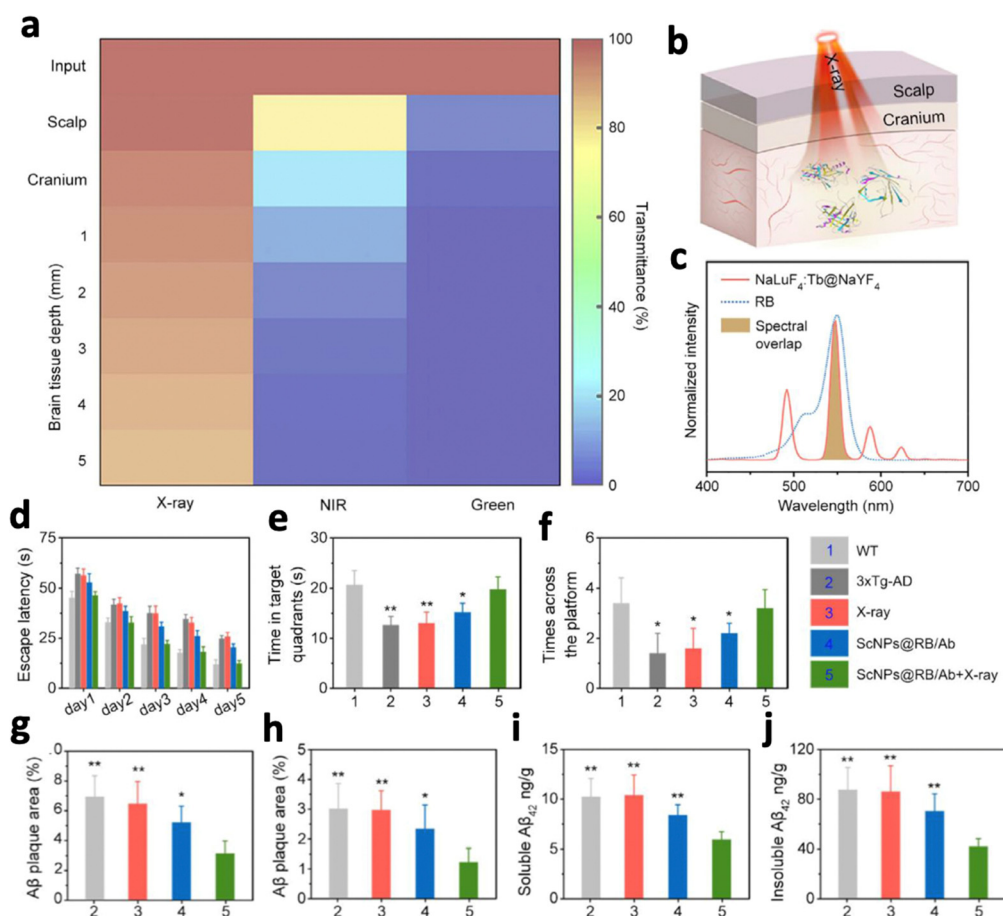 a
Input
Scalp
Cranium
1
2
3
4
5
Brain tissue depth (mm)
X-ray
NIR
Green
100
80
60
40
20
0
Transmittance (%)
b
X-ray
Scalp
Cranium
c
NaLuF₄:Tb@NaYF₄
RB
Spectral
overlap
Normalized intensity
400
500
600
700
Wavelength (nm)
d
Escape latency (s)
75
50
25
0
day1
day2
day3
day4
day5
e
Time in target
quadrants (s)
30
20
10
0
** ** *
1 2 3 4 5
f
Times across
the platform
6
4
2
0
* * *
1 2 3 4 5
1 WT
2 3xTg-AD
3 X-ray
4 ScNPs@RB/Ab
5 ScNPs@RB/Ab+X-ray
g
Aβ plaque area (%)
0
8
6
4
2
0
** ** *
2 3 4 5
h
Aβ plaque area (%)
5
4
3
2
1
0
** ** *
2 3 4 5
i
Soluble Aβ₄₂ ng/g
15
10
5
0
** ** **
2 3 4 5
j
Insoluble Aβ₄₂ ng/g
120
80
40
0
** ** **
2 3 4 5